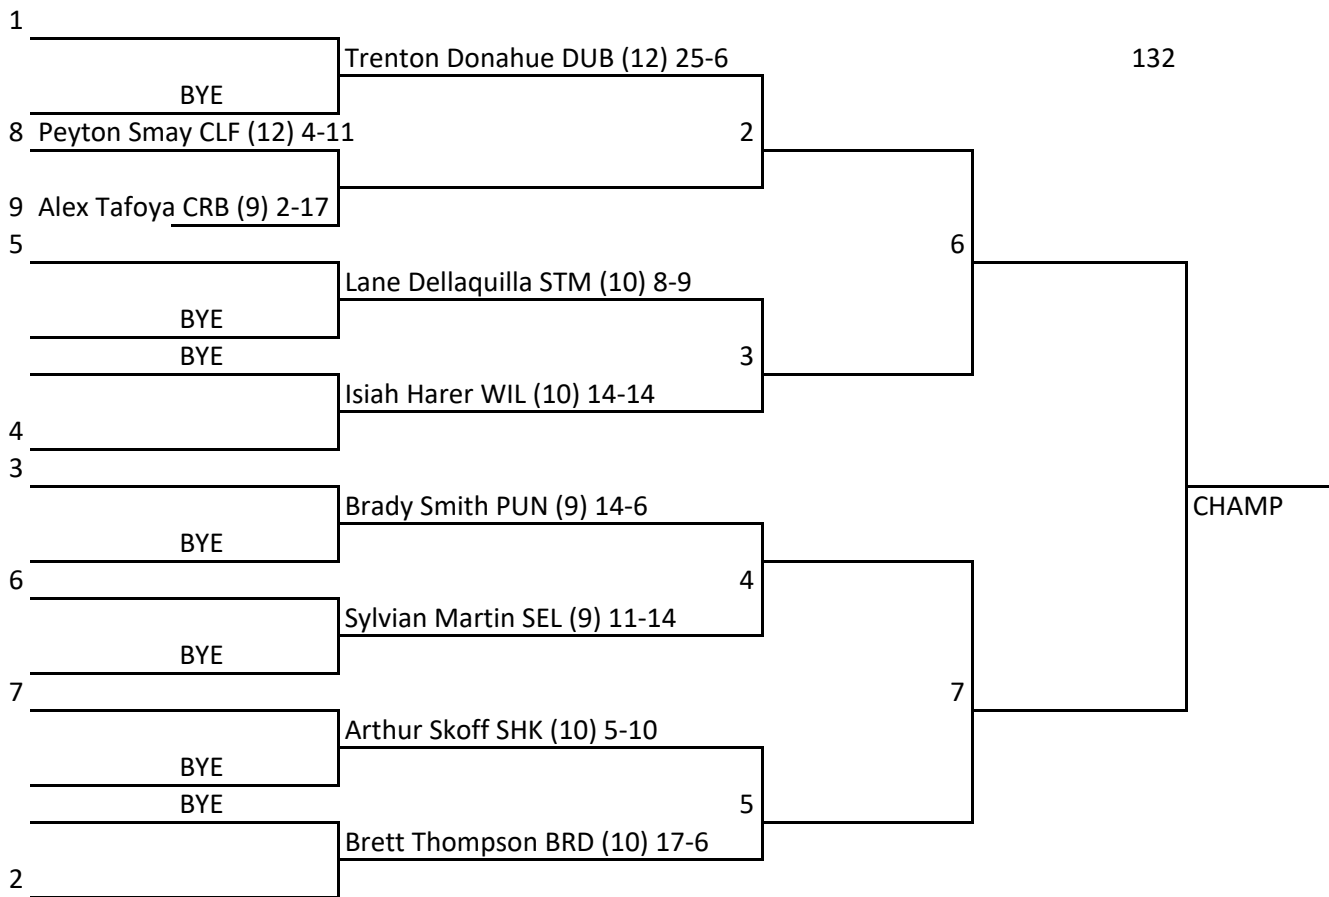 1
Trenton Donahue DUB (12) 25-6
132
BYE
8 Peyton Smay CLF (12) 4-11
2
9 Alex Tafoya CRB (9) 2-17
5
6
Lane Dellaquilla STM (10) 8-9
BYE
BYE
3
Isiah Harer WIL (10) 14-14
4
3
Brady Smith PUN (9) 14-6
CHAMP
BYE
6
4
Sylvian Martin SEL (9) 11-14
BYE
7
7
Arthur Skoff SHK (10) 5-10
BYE
BYE
5
Brett Thompson BRD (10) 17-6
2